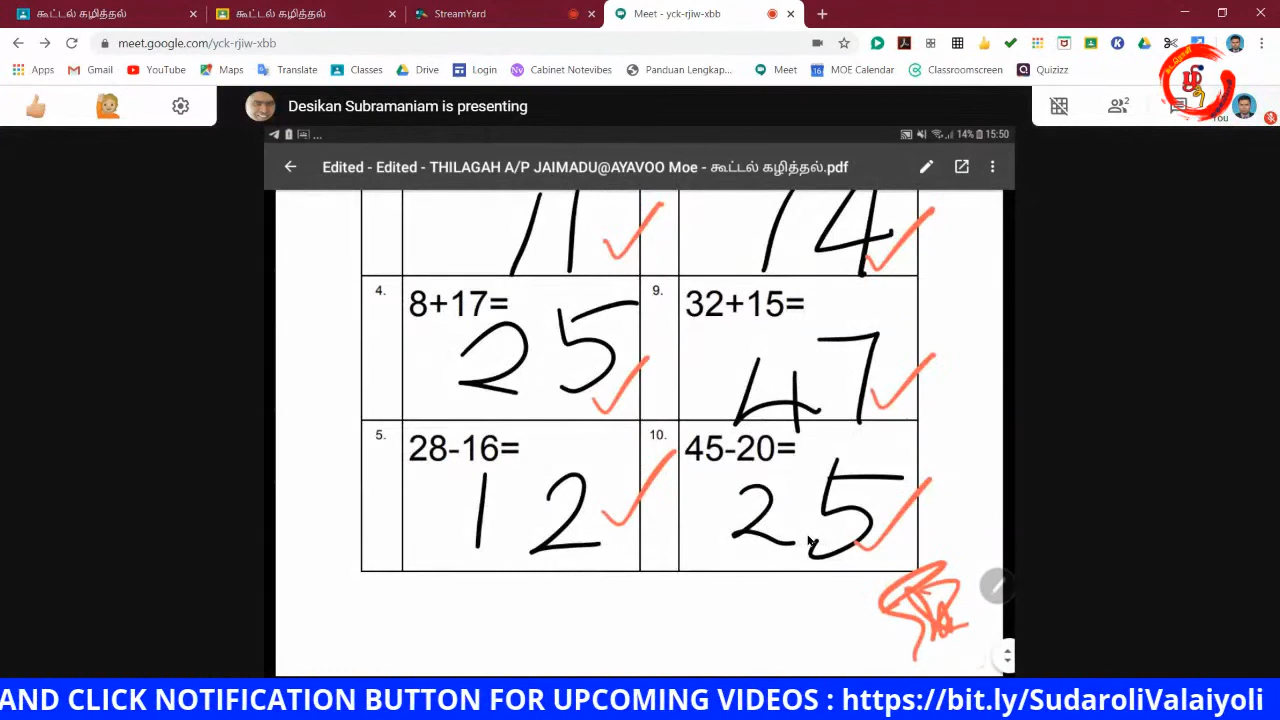 கூட்டல் கழித்தல்
கூட்டல் கழித்தல்
StreamYard
Meet - yck-rjiw-xbb
meet.google.com/yck-rjiw-xbb
Apps
Gmail
YouTube
Maps
Translate
Classes
Drive
Login
Cabinet Notevibes
Panduan Lengkap...
Meet
MOE Calendar
Classroomscreen
Quizizz
Desikan Subramaniam is presenting
2
You
...
14% 15:50
Edited - Edited - THILAGAH A/P JAIMADU@AYAVOO Moe - கூட்டல் கழித்தல்.pdf
11
14
4. 8+17=
25
9. 32+15=
47
5. 28-16=
12
10. 45-20=
25
AND CLICK NOTIFICATION BUTTON FOR UPCOMING VIDEOS : https://bit.ly/SudaroliValaiyoli